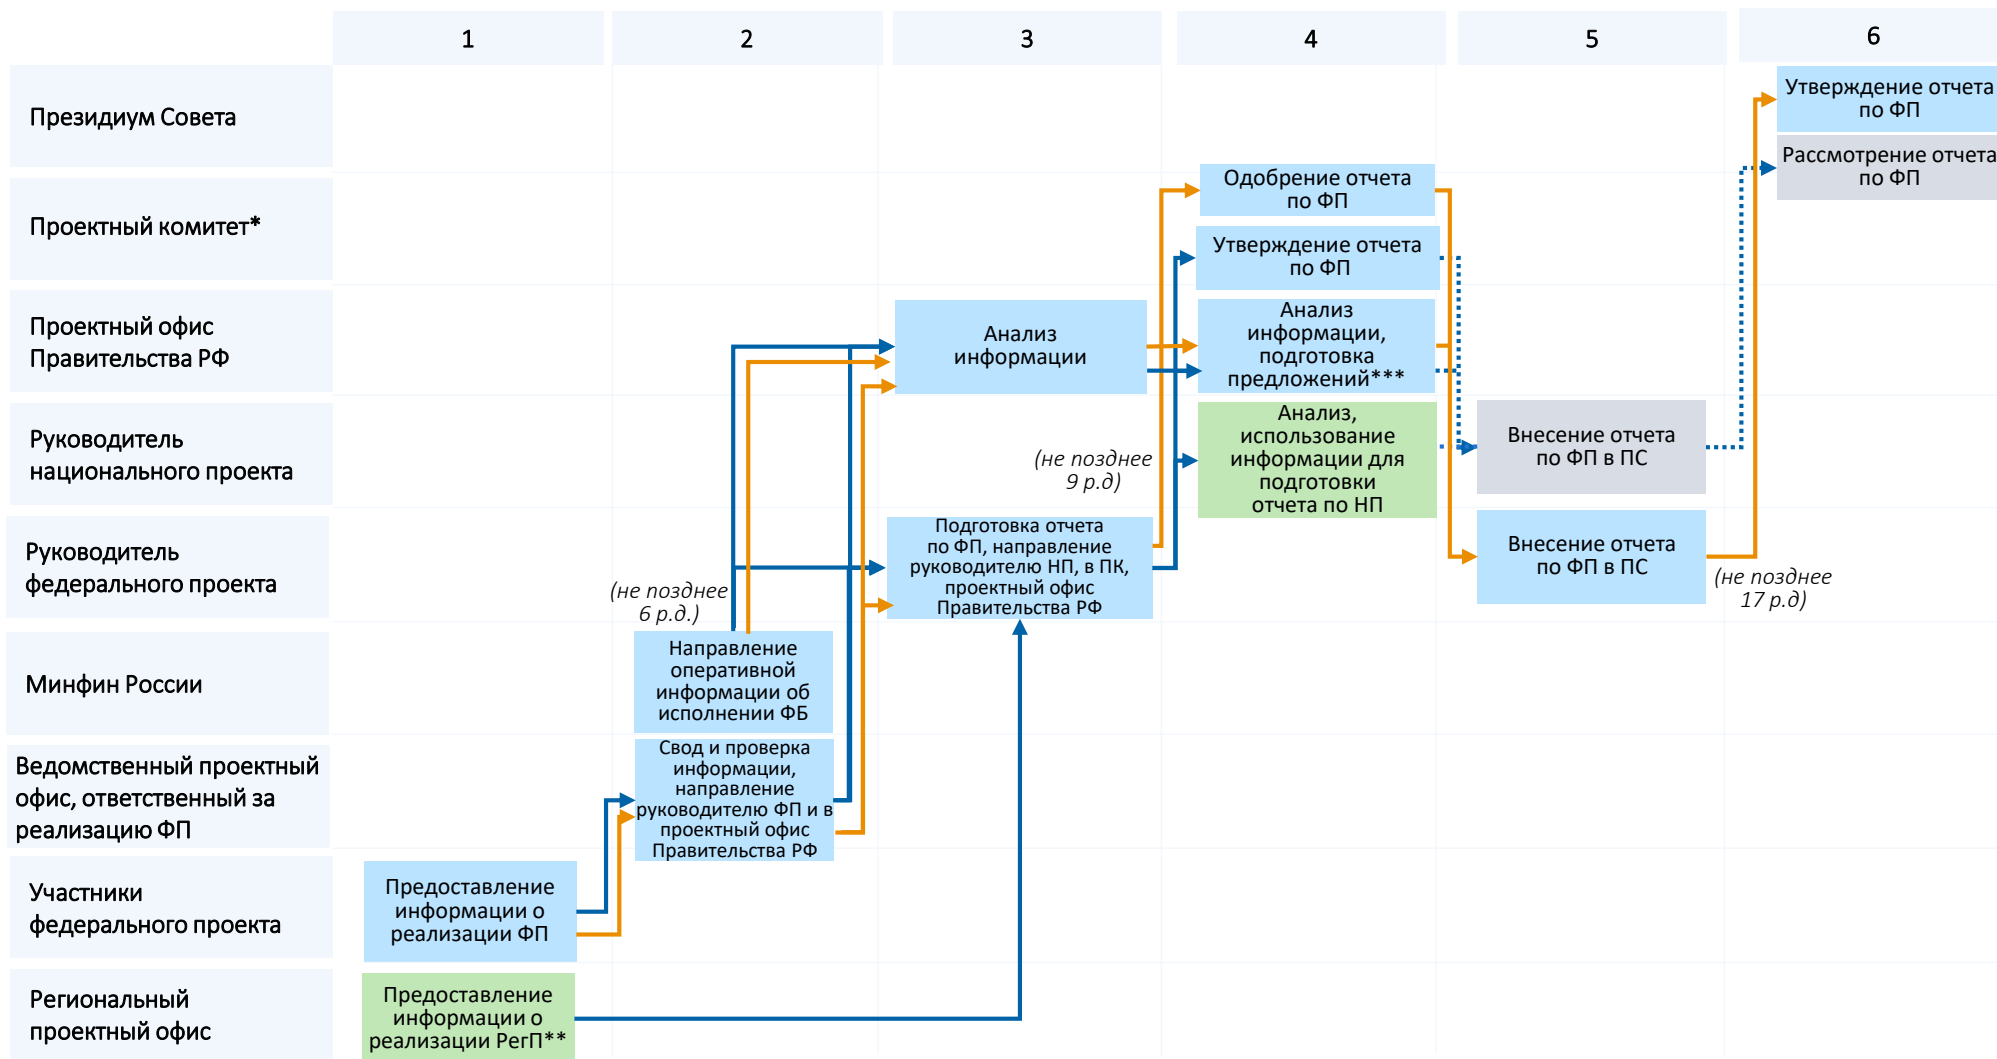 1
2
3
4
5
6
Президиум Совета
Утверждение отчета
по ФП
Рассмотрение отчета
по ФП
Проектный комитет*
Одобрение отчета
по ФП
Утверждение отчета
по ФП
Проектный офис
Правительства РФ
Анализ
информации
Анализ
информации,
подготовка
предложений***
Руководитель
национального проекта
(не позднее
9 р.д)
Анализ,
использование
информации для
подготовки
отчета по НП
Внесение отчета
по ФП в ПС
Руководитель
федерального проекта
(не позднее
6 р.д.)
Подготовка отчета
по ФП, направление
руководителю НП, в ПК,
проектный офис
Правительства РФ
Внесение отчета
по ФП в ПС
(не позднее
17 р.д)
Минфин России
Направление
оперативной
информации об
исполнении ФБ
Ведомственный проектный
офис, ответственный за
реализацию ФП
Свод и проверка
информации,
направление
руководителю ФП и в
проектный офис
Правительства РФ
Участники
федерального проекта
Предоставление
информации о
реализации ФП
Региональный
проектный офис
Предоставление
информации о
реализации РегП**